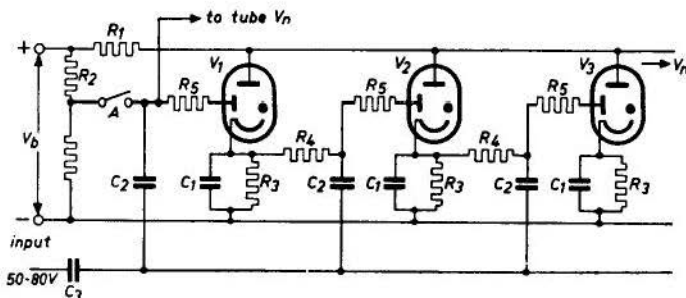 to tube Vn
+ R1 V1 V2 V3
R2 R5 R5 R5 Vn
A
Vb R4 R4
C2 C1 R3 C2 C1 R3 C2 C1 R3
−
input
50-80V C3